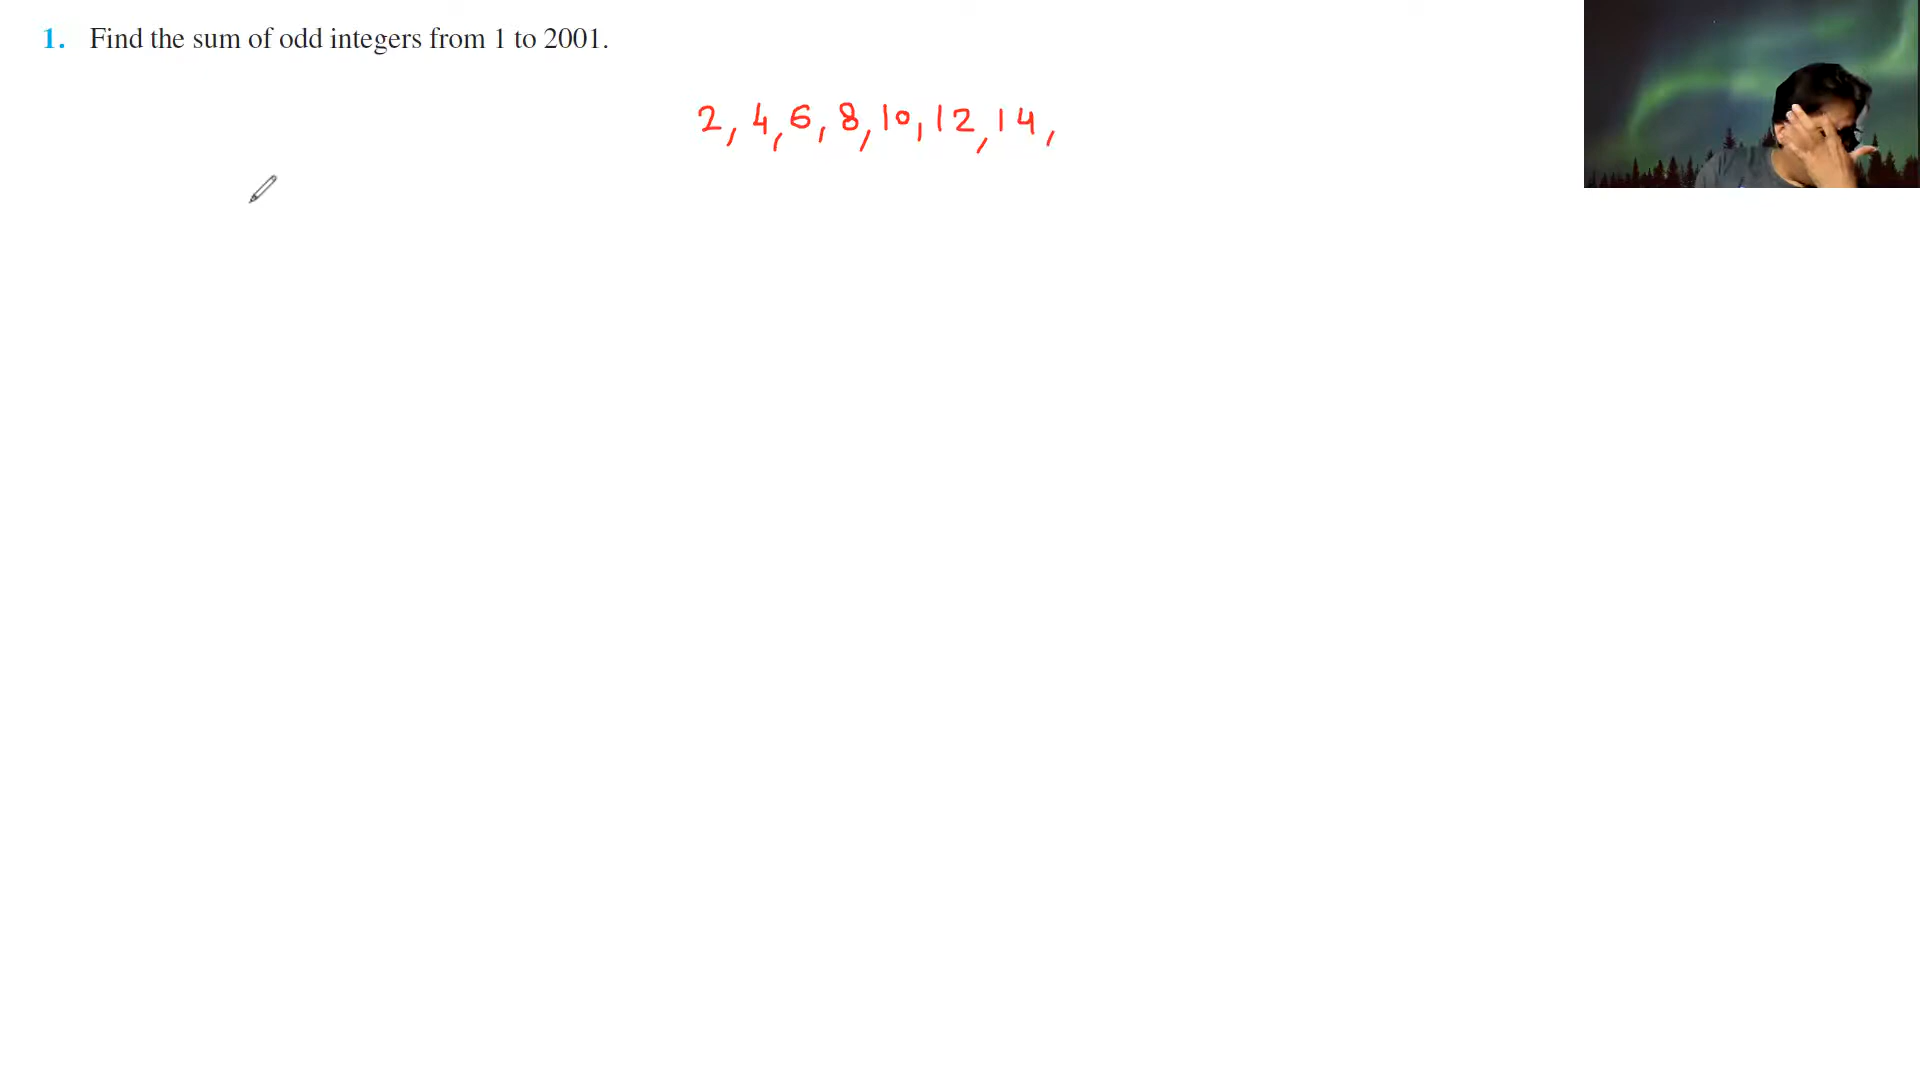 1. Find the sum of odd integers from 1 to 2001.
2, 4, 6, 8, 10, 12, 14,